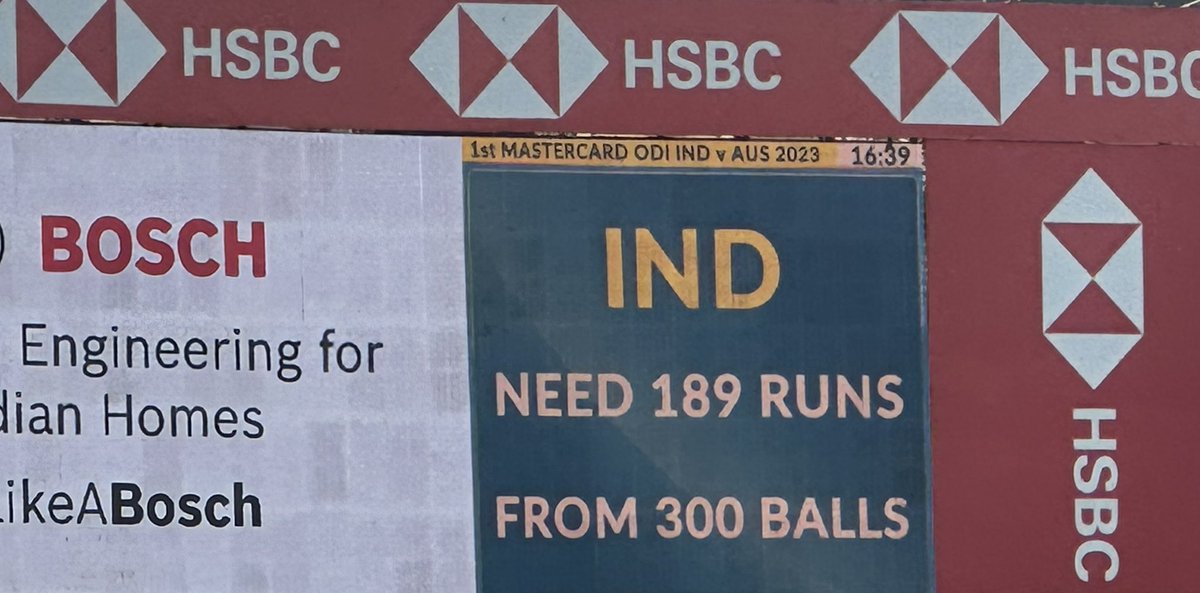 HSBC HSBC HSBC
1st MASTERCARD ODI IND v AUS 2023 16:39
BOSCH
Engineering for
dian Homes
LikeABosch
IND
NEED 189 RUNS
FROM 300 BALLS
HSBC